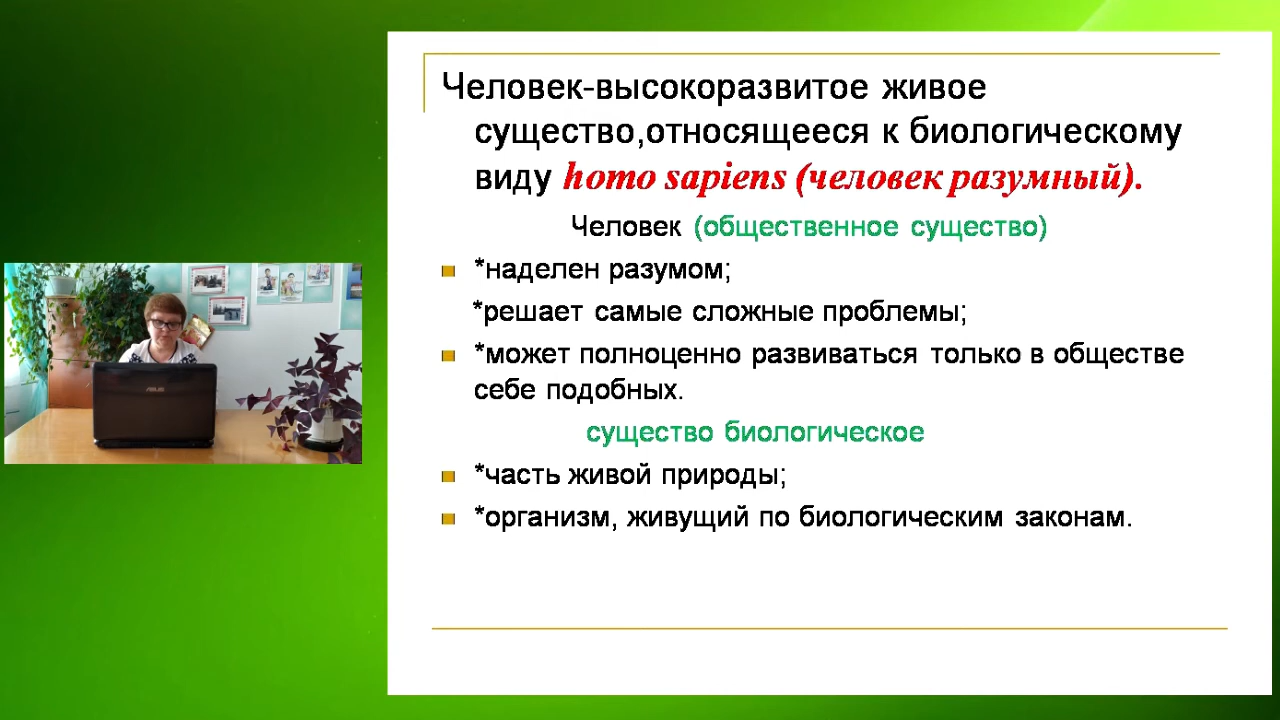 Человек-высокоразвитое живое
существо,относящееся к биологическому
виду homo sapiens (человек разумный).
Человек (общественное существо)
*наделен разумом;
*решает самые сложные проблемы;
*может полноценно развиваться только в обществе
себе подобных.
существо биологическое
*часть живой природы;
*организм, живущий по биологическим законам.
ASUS